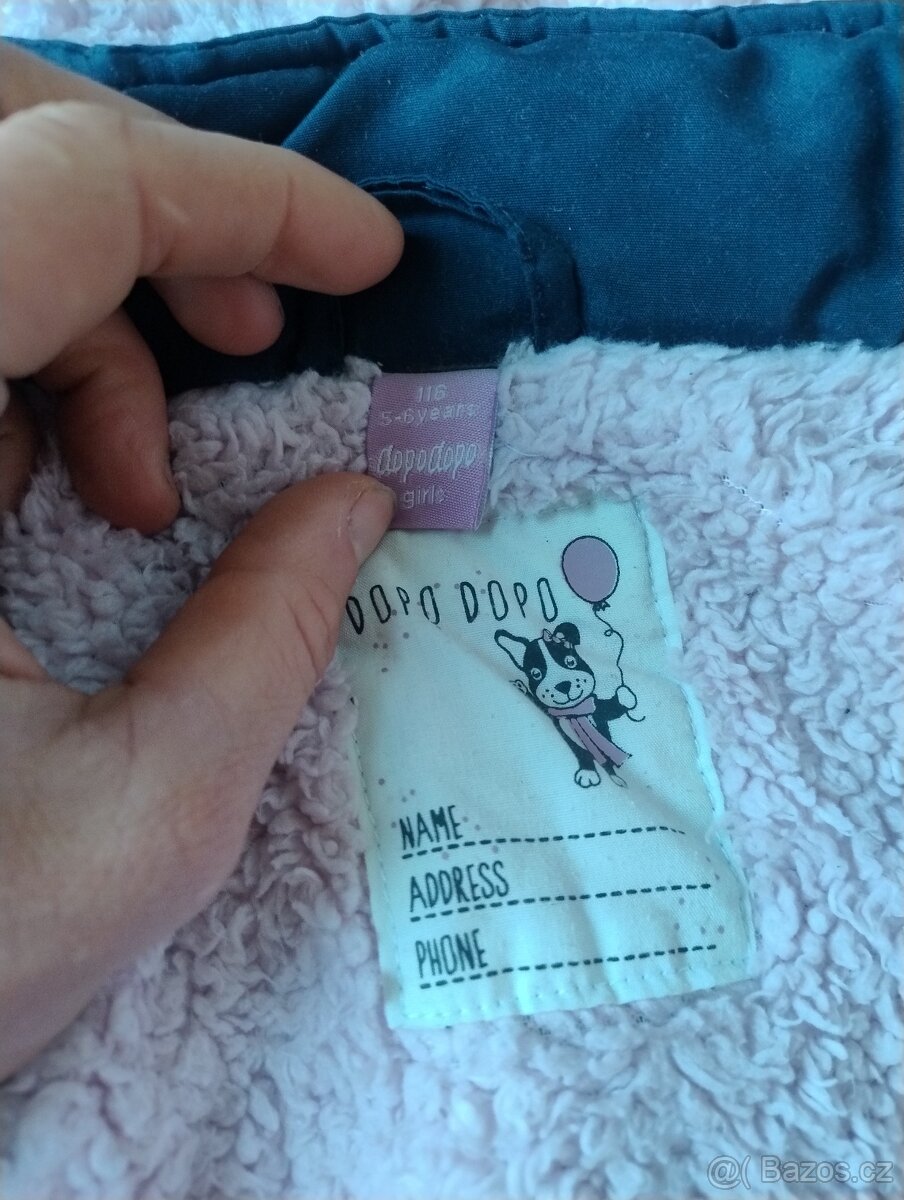 116
5-6years
dopodopo
girls
DOPO DOPO
NAME
ADDRESS
PHONE
@( Bazos.cz